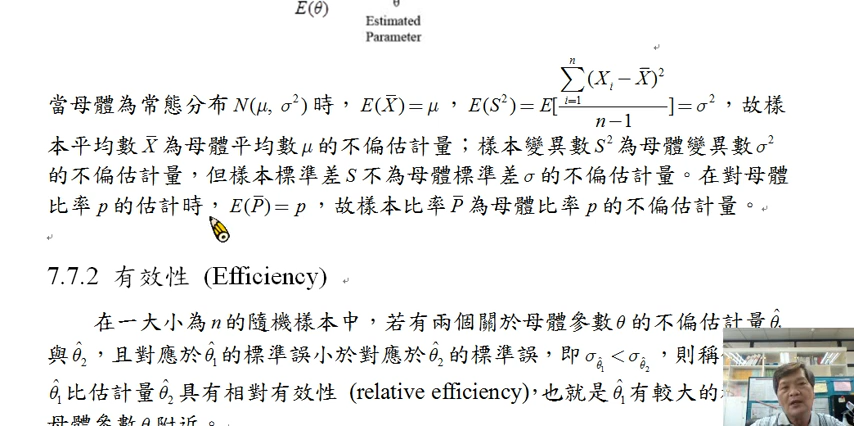 E(θ) θ
Estimated
Parameter
當母體為常態分布 N(μ, σ²) 時，E(X̄)=μ，E(S²)=E[∑_{i=1}^{n}(X_i−X̄)²/(n−1)]=σ²，故樣
本平均數 X̄ 為母體平均數 μ 的不偏估計量；樣本變異數 S² 為母體變異數 σ²
的不偏估計量，但樣本標準差 S 不為母體標準差 σ 的不偏估計量。在對母體
比率 p 的估計時，E(P̄)=p，故樣本比率 P̄ 為母體比率 p 的不偏估計量。
7.7.2 有效性 (Efficiency)
在一大小為 n 的隨機樣本中，若有兩個關於母體參數 θ 的不偏估計量 θ̂
與 θ̂₂，且對應於 θ̂₁ 的標準誤小於對應於 θ̂₂ 的標準誤，即 σ_θ̂₁ < σ_θ̂₂，則稱
θ̂₁ 比估計量 θ̂₂ 具有相對有效性 (relative efficiency)，也就是 θ̂₁ 有較大的
母體參數 θ 附近。